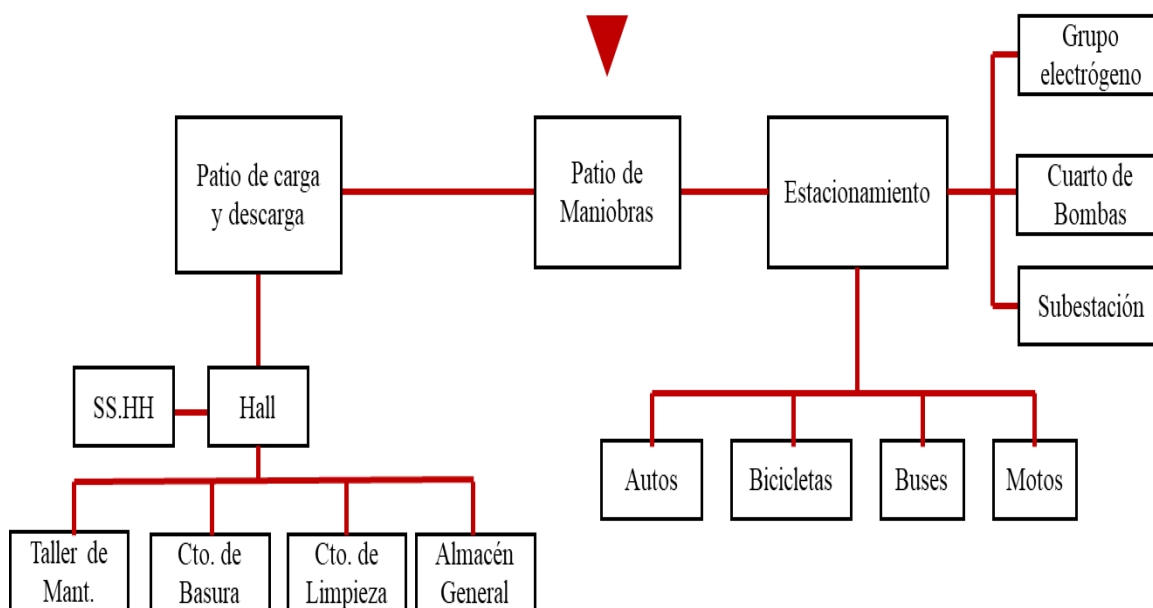 Grupo
electrógeno
Patio de carga
y descarga
Patio de
Maniobras
Estacionamiento
Cuarto de
Bombas
Subestación
SS.HH
Hall
Autos
Bicicletas
Buses
Motos
Taller de
Mant.
Cto. de
Basura
Cto. de
Limpieza
Almacén
General